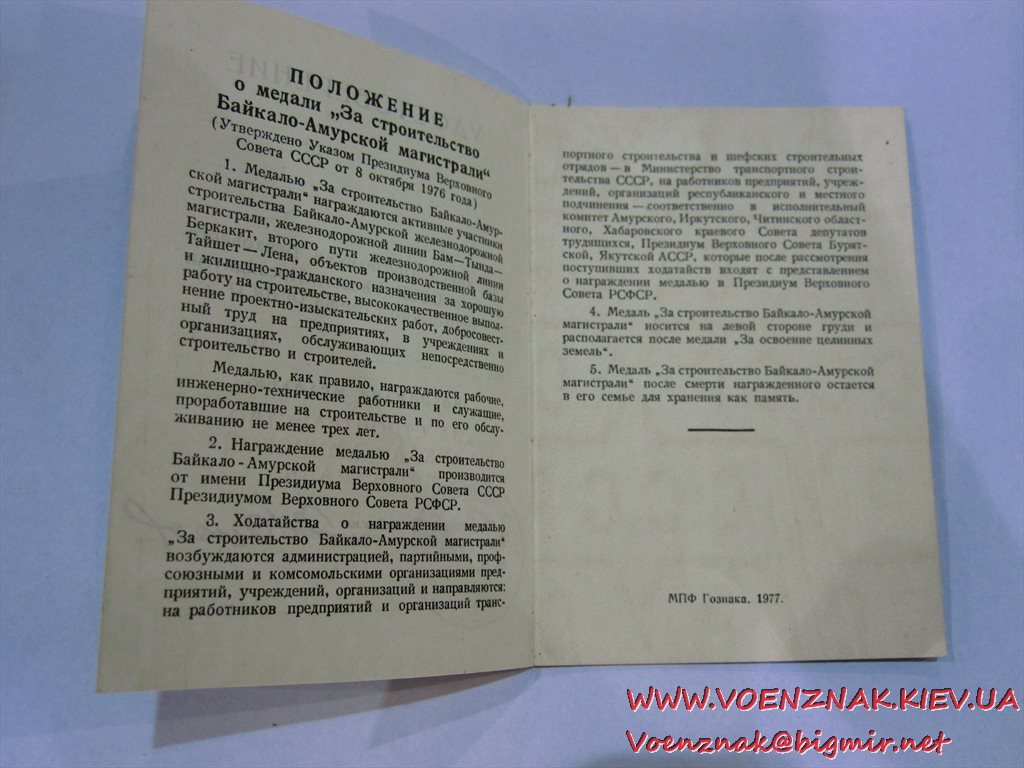 ПОЛОЖЕНИЕ
о медали „За строительство
Байкало-Амурской магистрали“
(Утверждено Указом Президиума Верховного
Совета СССР от 8 октября 1976 года)
1. Медалью „За строительство Байкало-Амур-
ской магистрали“ награждаются активные участники
строительства Байкало-Амурской железнодорожной
магистрали, железнодорожной линии Бам—Тында—
Беркакит, второго пути железнодорожной линии
Тайшет—Лена, объектов производственной базы
и жилищно-гражданского назначения за хорошую
работу на строительстве, высококачественное выпол-
нение проектно-изыскательских работ, добросовест-
ный труд на предприятиях, в учреждениях и
организациях, обслуживающих непосредственно
строительство и строителей.
Медалью, как правило, награждаются рабочие,
инженерно-технические работники и служащие,
проработавшие на строительстве и по его обслу-
живанию не менее трех лет.
2. Награждение медалью „За строительство
Байкало-Амурской магистрали“ производится
от имени Президиума Верховного Совета СССР
Президиумом Верховного Совета РСФСР.
3. Ходатайства о награждении медалью
„За строительство Байкало-Амурской магистрали“
возбуждаются администрацией, партийными, проф-
союзными и комсомольскими организациями пред-
приятий, учреждений, организаций и направляются:
на работников предприятий и организаций транс-
портного строительства и шефских строительных
отрядов—в Министерство транспортного строи-
тельства СССР, на работников предприятий, учреж-
дений, организаций республиканского и местного
подчинения—соответственно в исполнительный
комитет Амурского, Иркутского, Читинского област-
ного, Хабаровского краевого Совета депутатов
трудящихся, Президиум Верховного Совета Бурят-
ской, Якутской АССР, которые после рассмотрения
поступивших ходатайств входят с представлением
о награждении медалью в Президиум Верховного
Совета РСФСР.
4. Медаль „За строительство Байкало-Амурской
магистрали“ носится на левой стороне груди и
располагается после медали „За освоение целинных
земель“.
5. Медаль „За строительство Байкало-Амурской
магистрали“ после смерти награжденного остается
в его семье для хранения как память.
МПФ Гознака. 1977.
WWW.VOENZNAK.KIEV.UA
Voenznak@bigmir.net